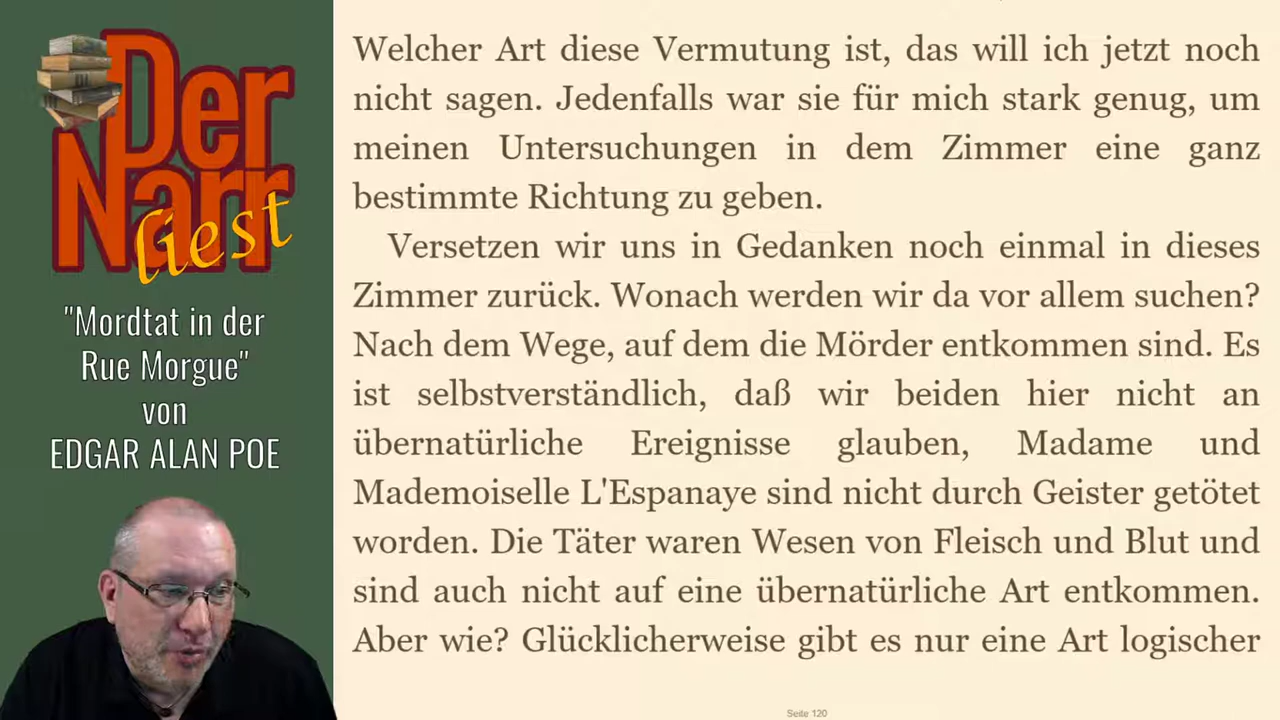 Der
Narr
liest
"Mordtat in der
Rue Morgue"
von
EDGAR ALAN POE
Welcher Art diese Vermutung ist, das will ich jetzt noch
nicht sagen. Jedenfalls war sie für mich stark genug, um
meinen Untersuchungen in dem Zimmer eine ganz
bestimmte Richtung zu geben.
Versetzen wir uns in Gedanken noch einmal in dieses
Zimmer zurück. Wonach werden wir da vor allem suchen?
Nach dem Wege, auf dem die Mörder entkommen sind. Es
ist selbstverständlich, daß wir beiden hier nicht an
übernatürliche Ereignisse glauben, Madame und
Mademoiselle L'Espanaye sind nicht durch Geister getötet
worden. Die Täter waren Wesen von Fleisch und Blut und
sind auch nicht auf eine übernatürliche Art entkommen.
Aber wie? Glücklicherweise gibt es nur eine Art logischer
Seite 120